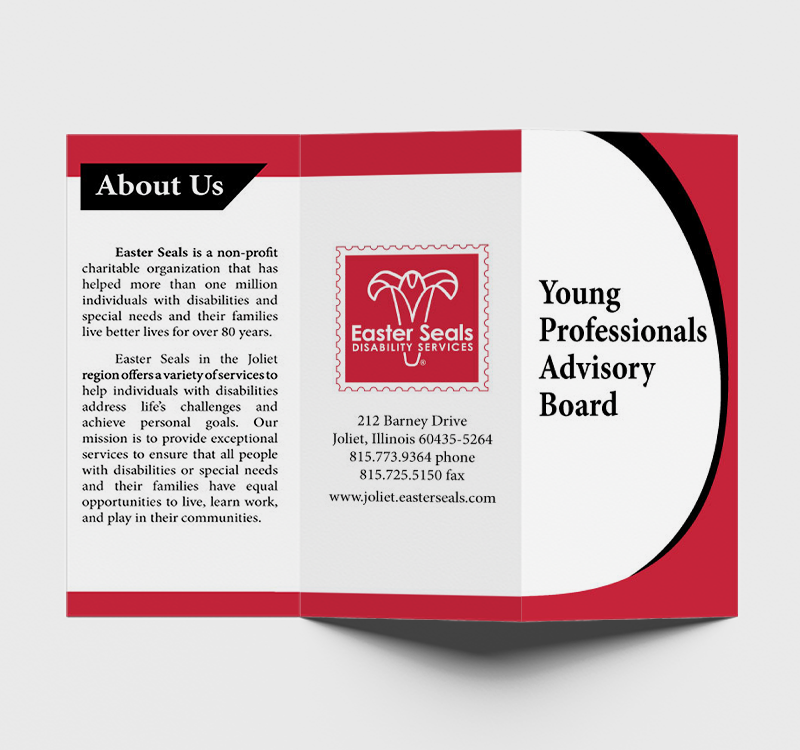 About Us
Easter Seals is a non-profit
charitable organization that has
helped more than one million
individuals with disabilities and
special needs and their families
live better lives for over 80 years.
Easter Seals in the Joliet
region offers a variety of services to
help individuals with disabilities
address life's challenges and
achieve personal goals. Our
mission is to provide exceptional
services to ensure that all people
with disabilities or special needs
and their families have equal
opportunities to live, learn work,
and play in their communities.
Easter Seals
DISABILITY SERVICES
®
212 Barney Drive
Joliet, Illinois 60435-5264
815.773.9364 phone
815.725.5150 fax
www.joliet.easterseals.com
Young
Professionals
Advisory
Board